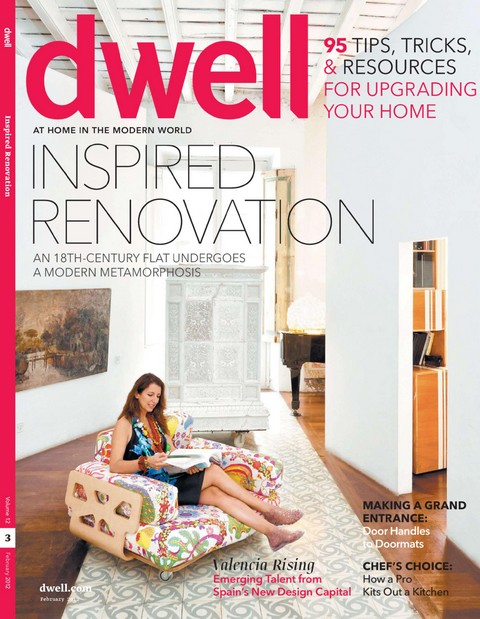 dwell
Inspired Renovation
Volume 12
3
February 2012
dwell
95 TIPS, TRICKS,
& RESOURCES
FOR UPGRADING
YOUR HOME
AT HOME IN THE MODERN WORLD
INSPIRED
RENOVATION
AN 18TH-CENTURY FLAT UNDERGOES
A MODERN METAMORPHOSIS
MAKING A GRAND
ENTRANCE:
Door Handles
to Doormats
Valencia Rising
Emerging Talent from
Spain's New Design Capital
CHEF'S CHOICE:
How a Pro
Kits Out a Kitchen
dwell.com
February